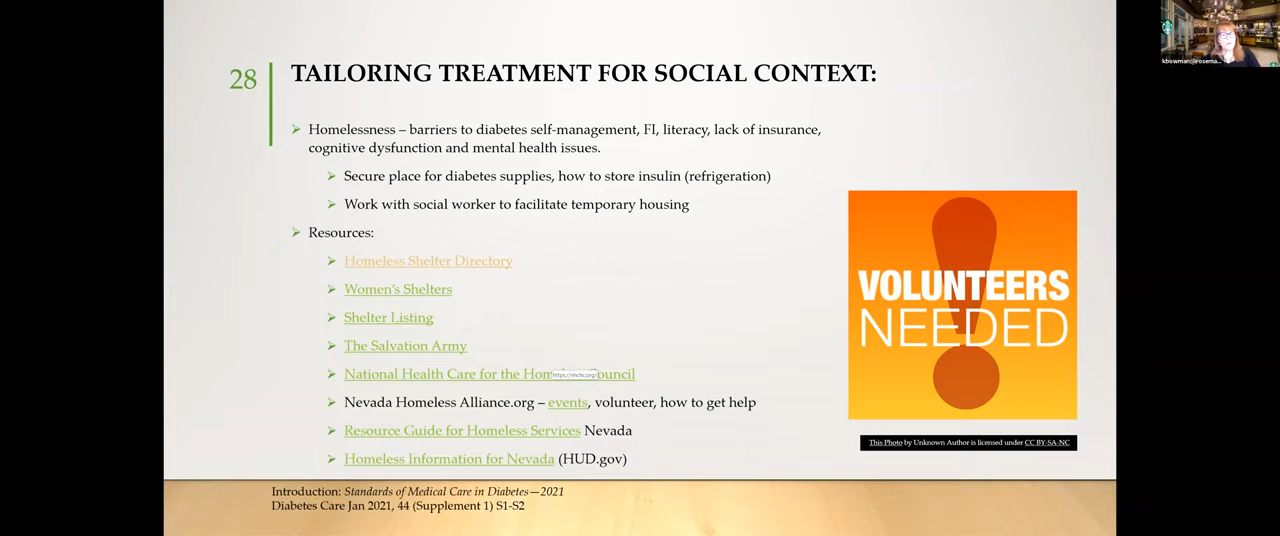 kbowman@rosema...
28
TAILORING TREATMENT FOR SOCIAL CONTEXT:
Homelessness – barriers to diabetes self-management, FI, literacy, lack of insurance,
cognitive dysfunction and mental health issues.
Secure place for diabetes supplies, how to store insulin (refrigeration)
Work with social worker to facilitate temporary housing
Resources:
Homeless Shelter Directory
Women's Shelters
Shelter Listing
The Salvation Army
National Health Care for the Hom ouncil
https://nhchc.org/
Nevada Homeless Alliance.org – events, volunteer, how to get help
Resource Guide for Homeless Services Nevada
Homeless Information for Nevada (HUD.gov)
VOLUNTEERS
NEEDED
This Photo by Unknown Author is licensed under CC BY-SA-NC
Introduction: Standards of Medical Care in Diabetes—2021
Diabetes Care Jan 2021, 44 (Supplement 1) S1-S2